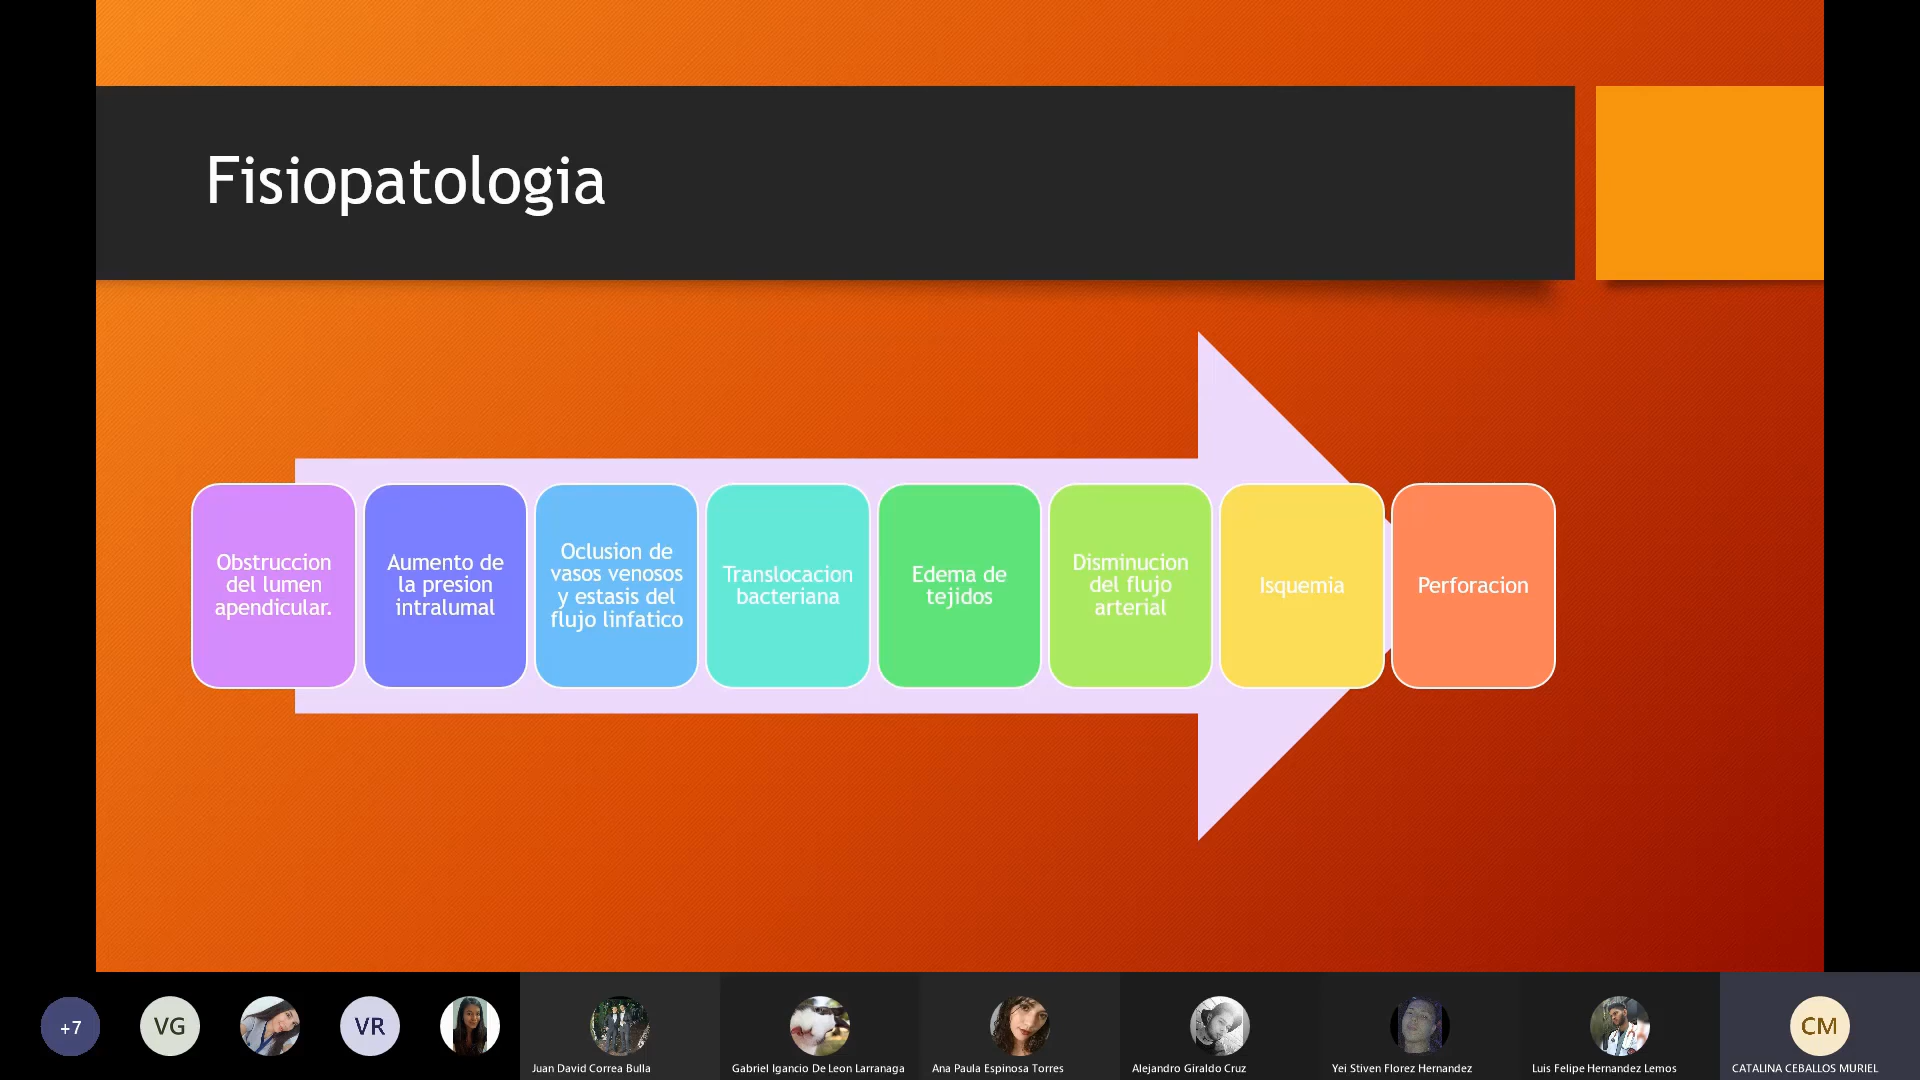 Fisiopatologia
Obstruccion
del lumen
apendicular.
Aumento de
la presion
intralumal
Oclusion de
vasos venosos
y estasis del
flujo linfatico
Translocacion
bacteriana
Edema de
tejidos
Disminucion
del flujo
arterial
Isquemia
Perforacion
+7
VG
VR
Juan David Correa Bulla
Gabriel Igancio De Leon Larranaga
Ana Paula Espinosa Torres
Alejandro Giraldo Cruz
Yei Stiven Florez Hernandez
Luis Felipe Hernandez Lemos
CM
CATALINA CEBALLOS MURIEL